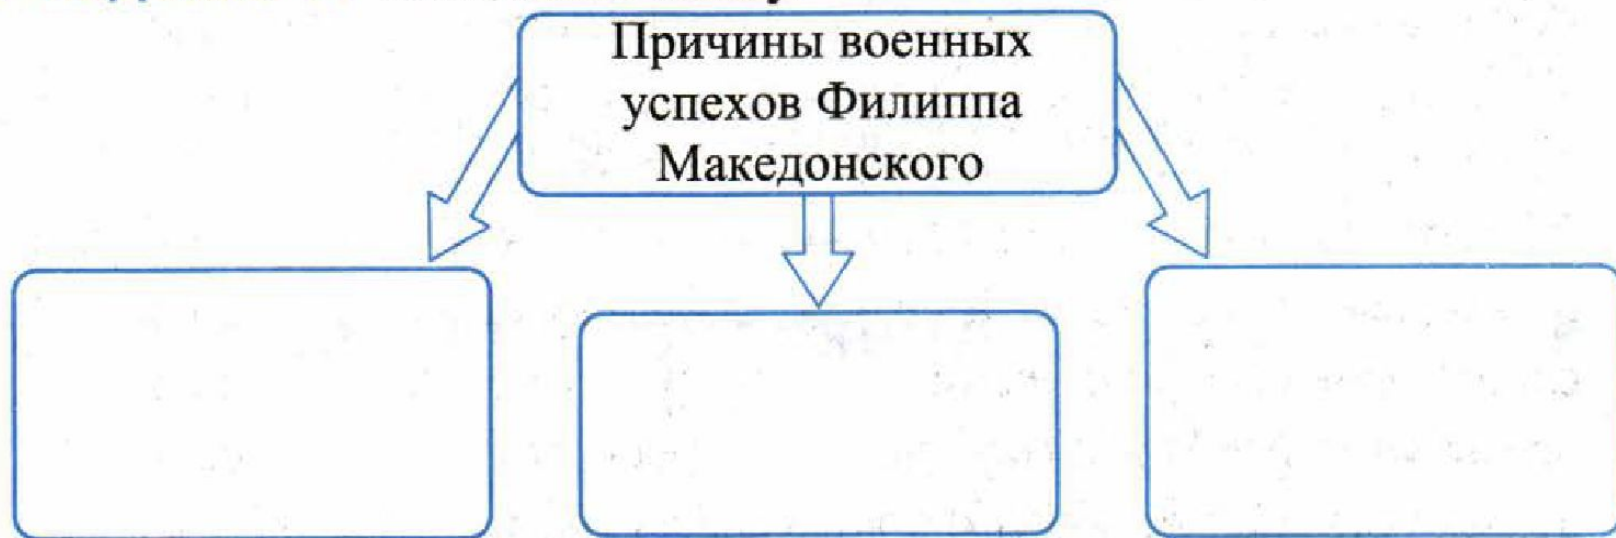 Причины военных
успехов Филиппа
Македонского